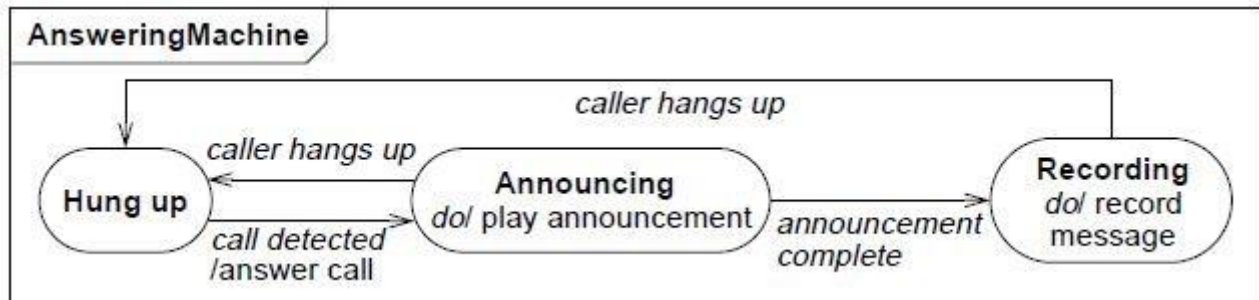 AnsweringMachine
caller hangs up
caller hangs up
Hung up
call detected
/answer call
Announcing
do/ play announcement
announcement
complete
Recording
do/ record
message